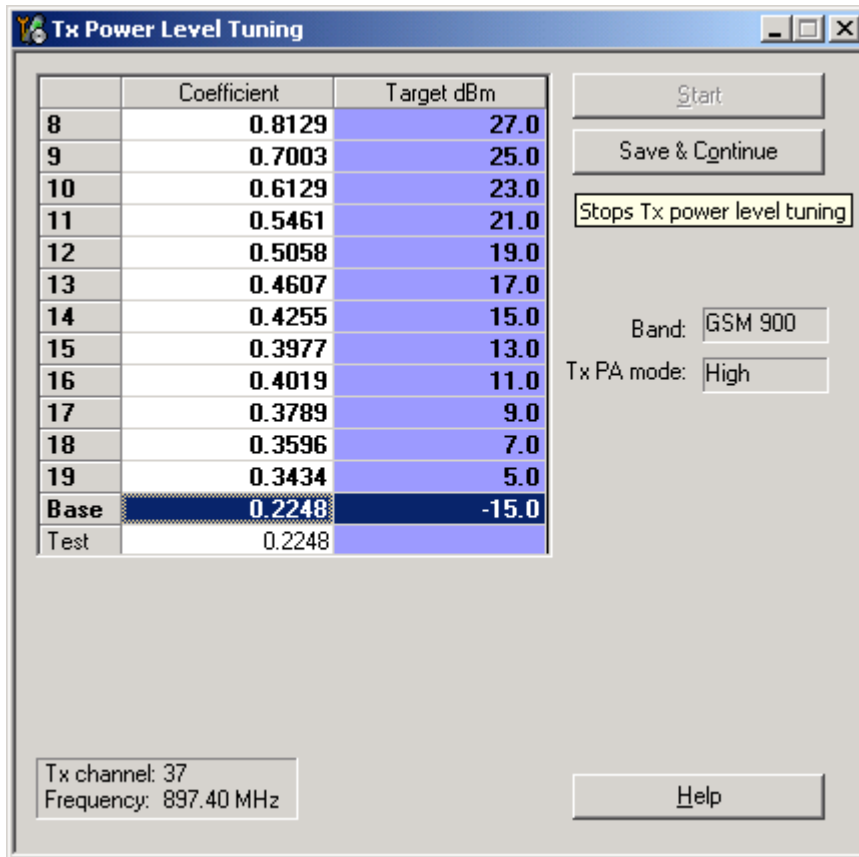 Tx Power Level Tuning
Coefficient Target dBm
8 0.8129 27.0
9 0.7003 25.0
10 0.6129 23.0
11 0.5461 21.0
12 0.5058 19.0
13 0.4607 17.0
14 0.4255 15.0
15 0.3977 13.0
16 0.4019 11.0
17 0.3789 9.0
18 0.3596 7.0
19 0.3434 5.0
Base 0.2248 -15.0
Test 0.2248
Start
Save & Continue
Stops Tx power level tuning
Band: GSM 900
Tx PA mode: High
Tx channel: 37
Frequency: 897.40 MHz
Help